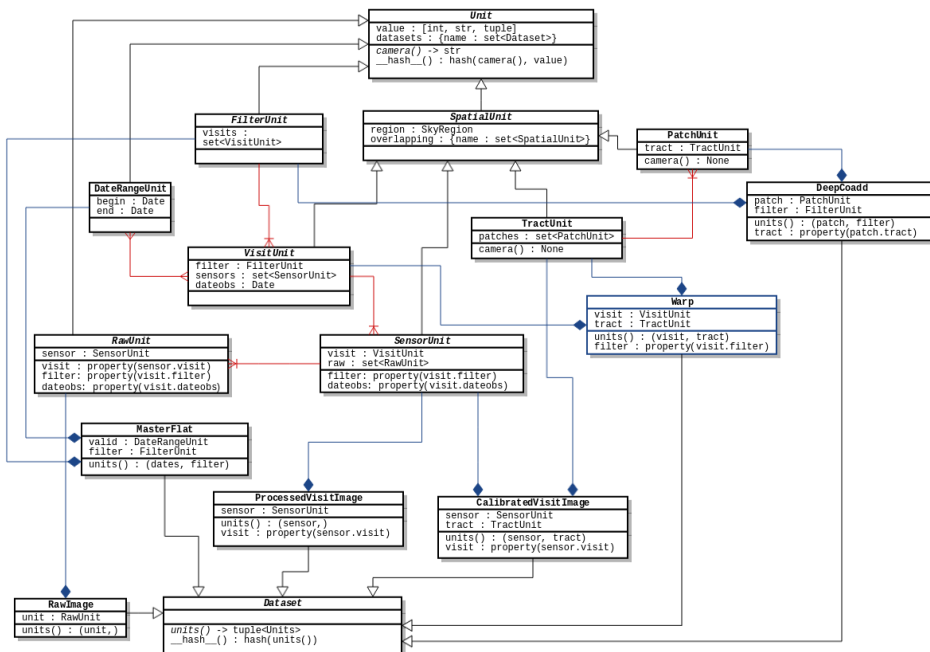 Unit
value : [int, str, tuple]
datasets : {name : set<Dataset>}
camera() -> str
__hash__() : hash(camera(), value)
FilterUnit
visits :
set<VisitUnit>
SpatialUnit
region : SkyRegion
overlapping : {name : set<SpatialUnit>}
PatchUnit
tract : TractUnit
camera() : None
DateRangeUnit
begin : Date
end : Date
DeepCoadd
patch : PatchUnit
filter : FilterUnit
units() : (patch, filter)
tract : property(patch.tract)
TractUnit
patches : set<PatchUnit>
camera() : None
VisitUnit
filter : FilterUnit
sensors : set<SensorUnit>
dateobs : Date
Warp
visit : VisitUnit
tract : TractUnit
units() : (visit, tract)
filter : property(visit.filter)
RawUnit
sensor : SensorUnit
visit : property(sensor.visit)
filter: property(visit.filter)
dateobs: property(visit.dateobs)
SensorUnit
visit : VisitUnit
raw : set<RawUnit>
filter: property(visit.filter)
dateobs: property(visit.dateobs)
MasterFlat
valid : DateRangeUnit
filter : FilterUnit
units() : (dates, filter)
ProcessedVisitImage
sensor : SensorUnit
units() : (sensor,)
visit : property(sensor.visit)
CalibratedVisitImage
sensor : SensorUnit
tract : TractUnit
units() : (sensor, tract)
visit : property(sensor.visit)
RawImage
unit : RawUnit
units() : (unit,)
Dataset
units() -> tuple<Units>
__hash__() : hash(units())